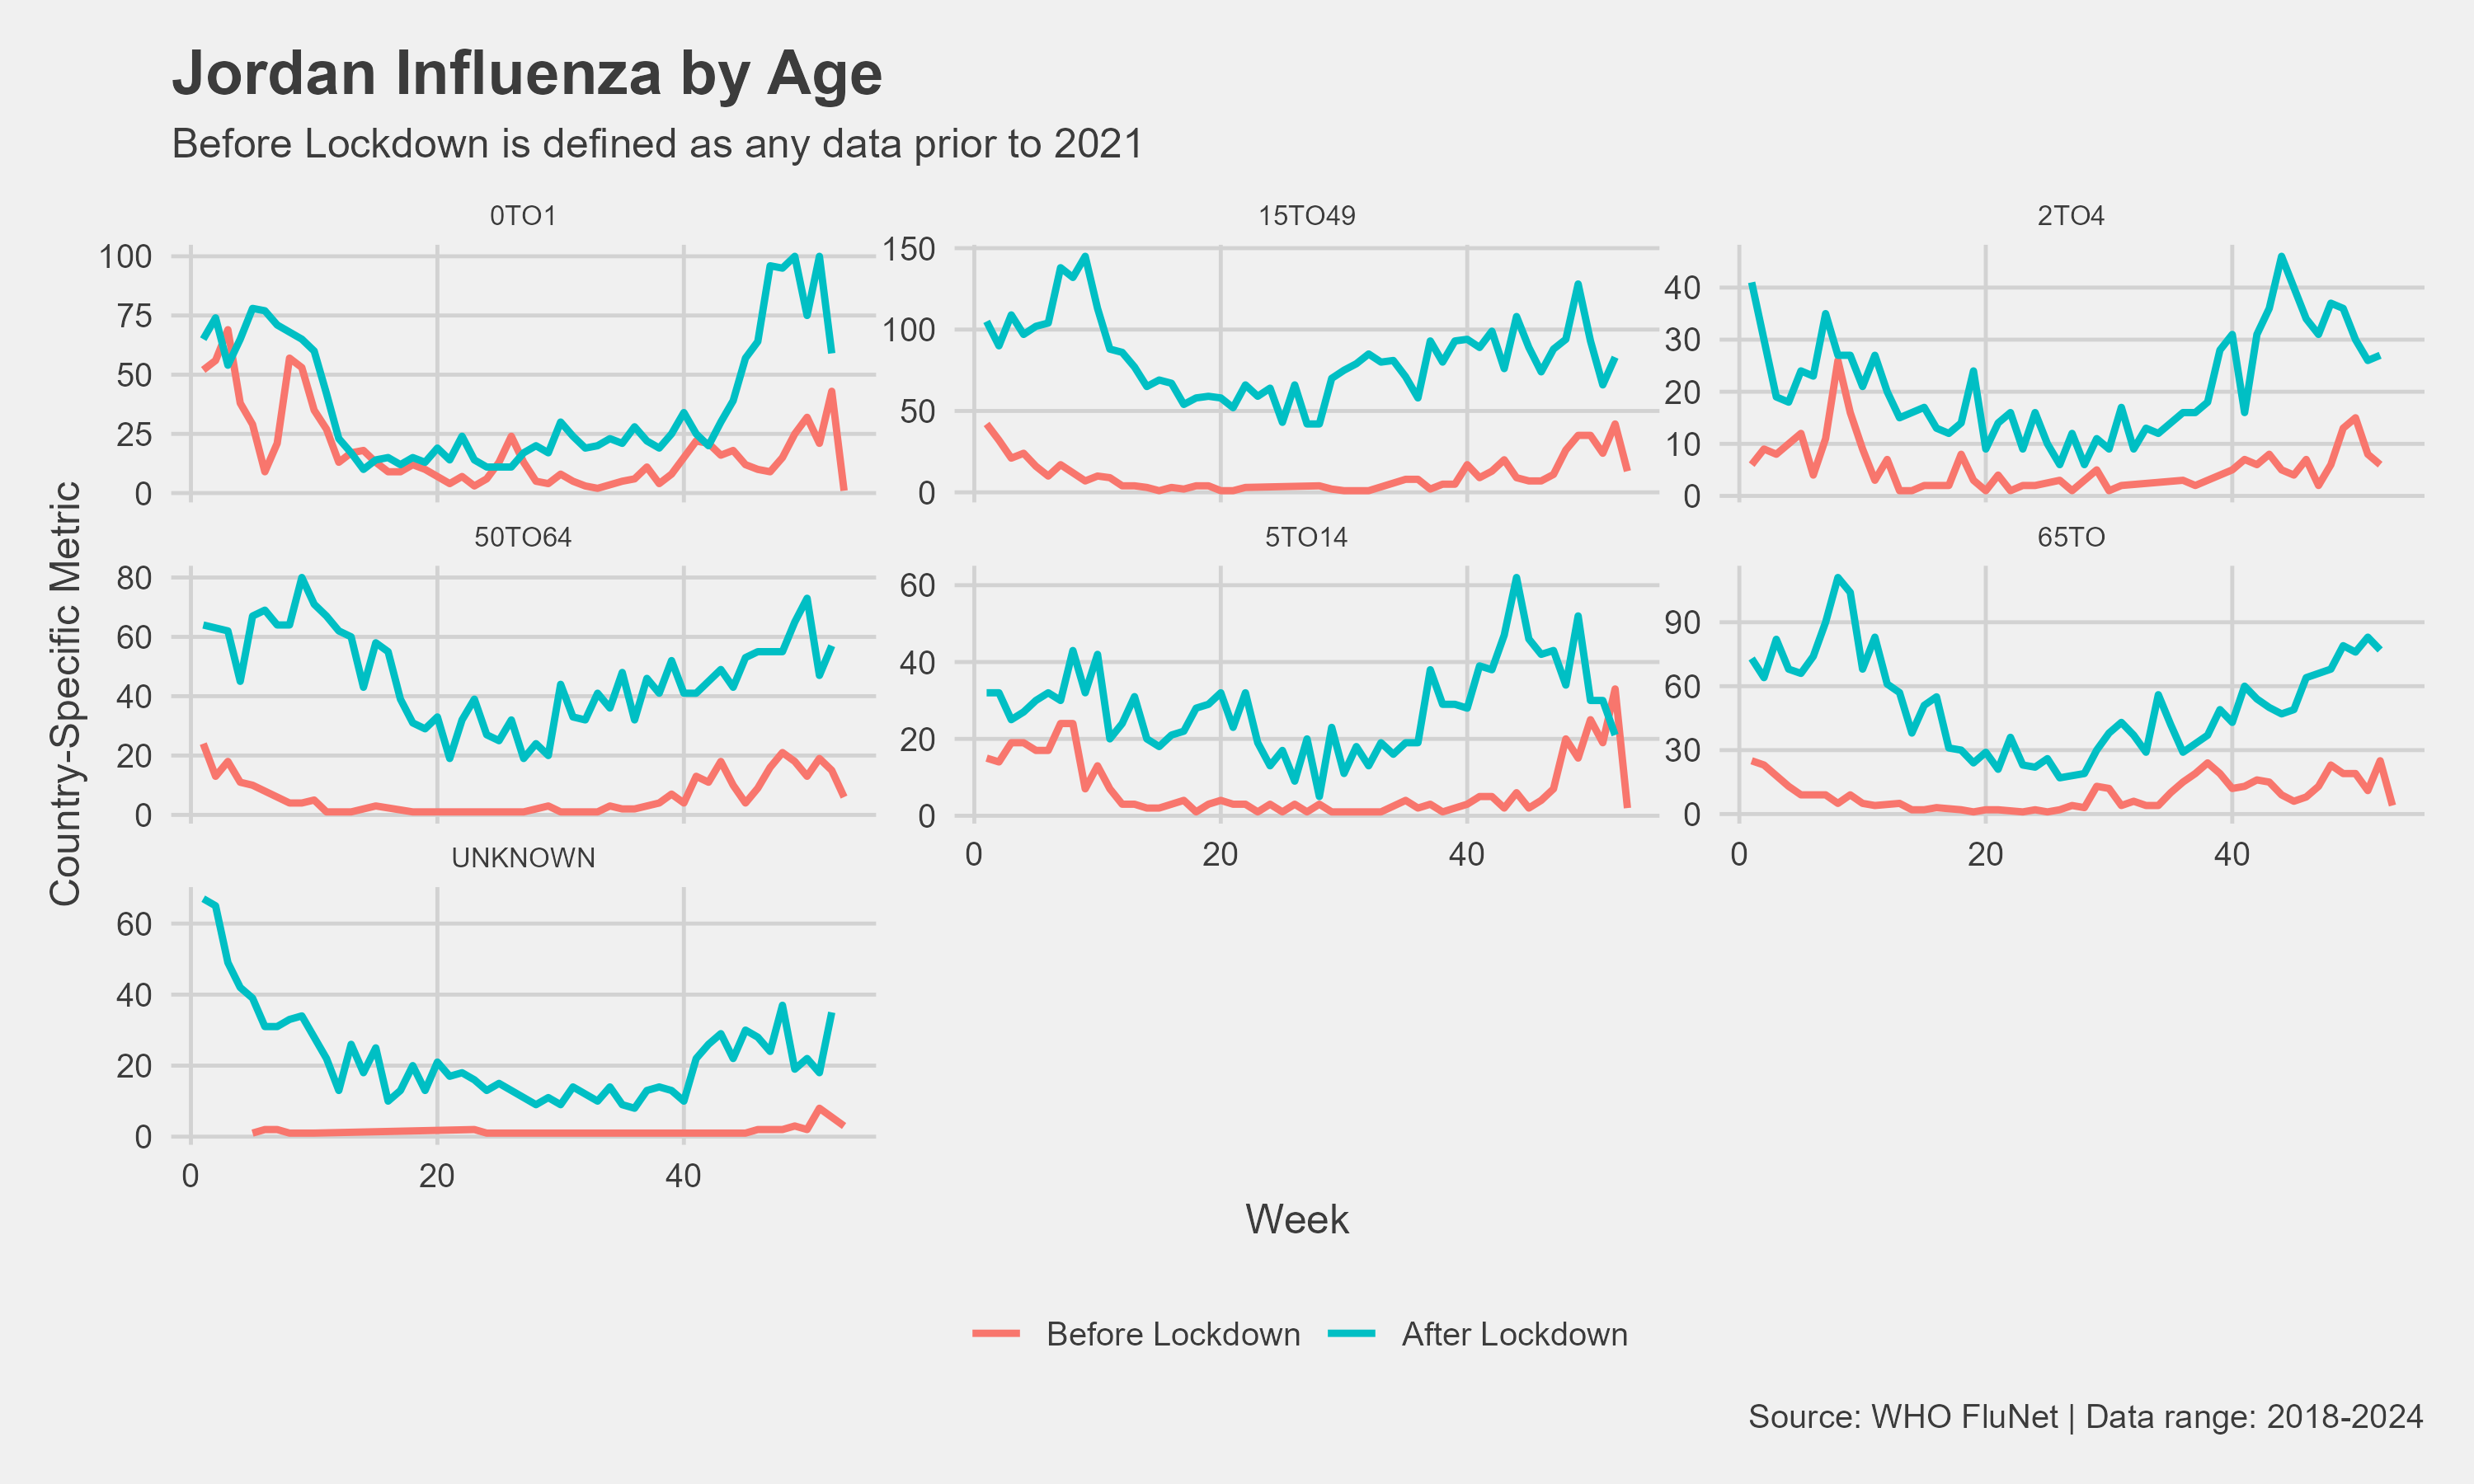 Jordan Influenza by Age
Before Lockdown is defined as any data prior to 2021
0TO1
15TO49
2TO4
100
75
50
25
0
150
100
50
0
40
30
20
10
0
50TO64
5TO14
65TO
80
60
40
20
0
60
40
20
0
90
60
30
0
0 20 40
0 20 40
UNKNOWN
60
40
20
0
0 20 40
Country-Specific Metric
Week
Before Lockdown
After Lockdown
Source: WHO FluNet | Data range: 2018-2024